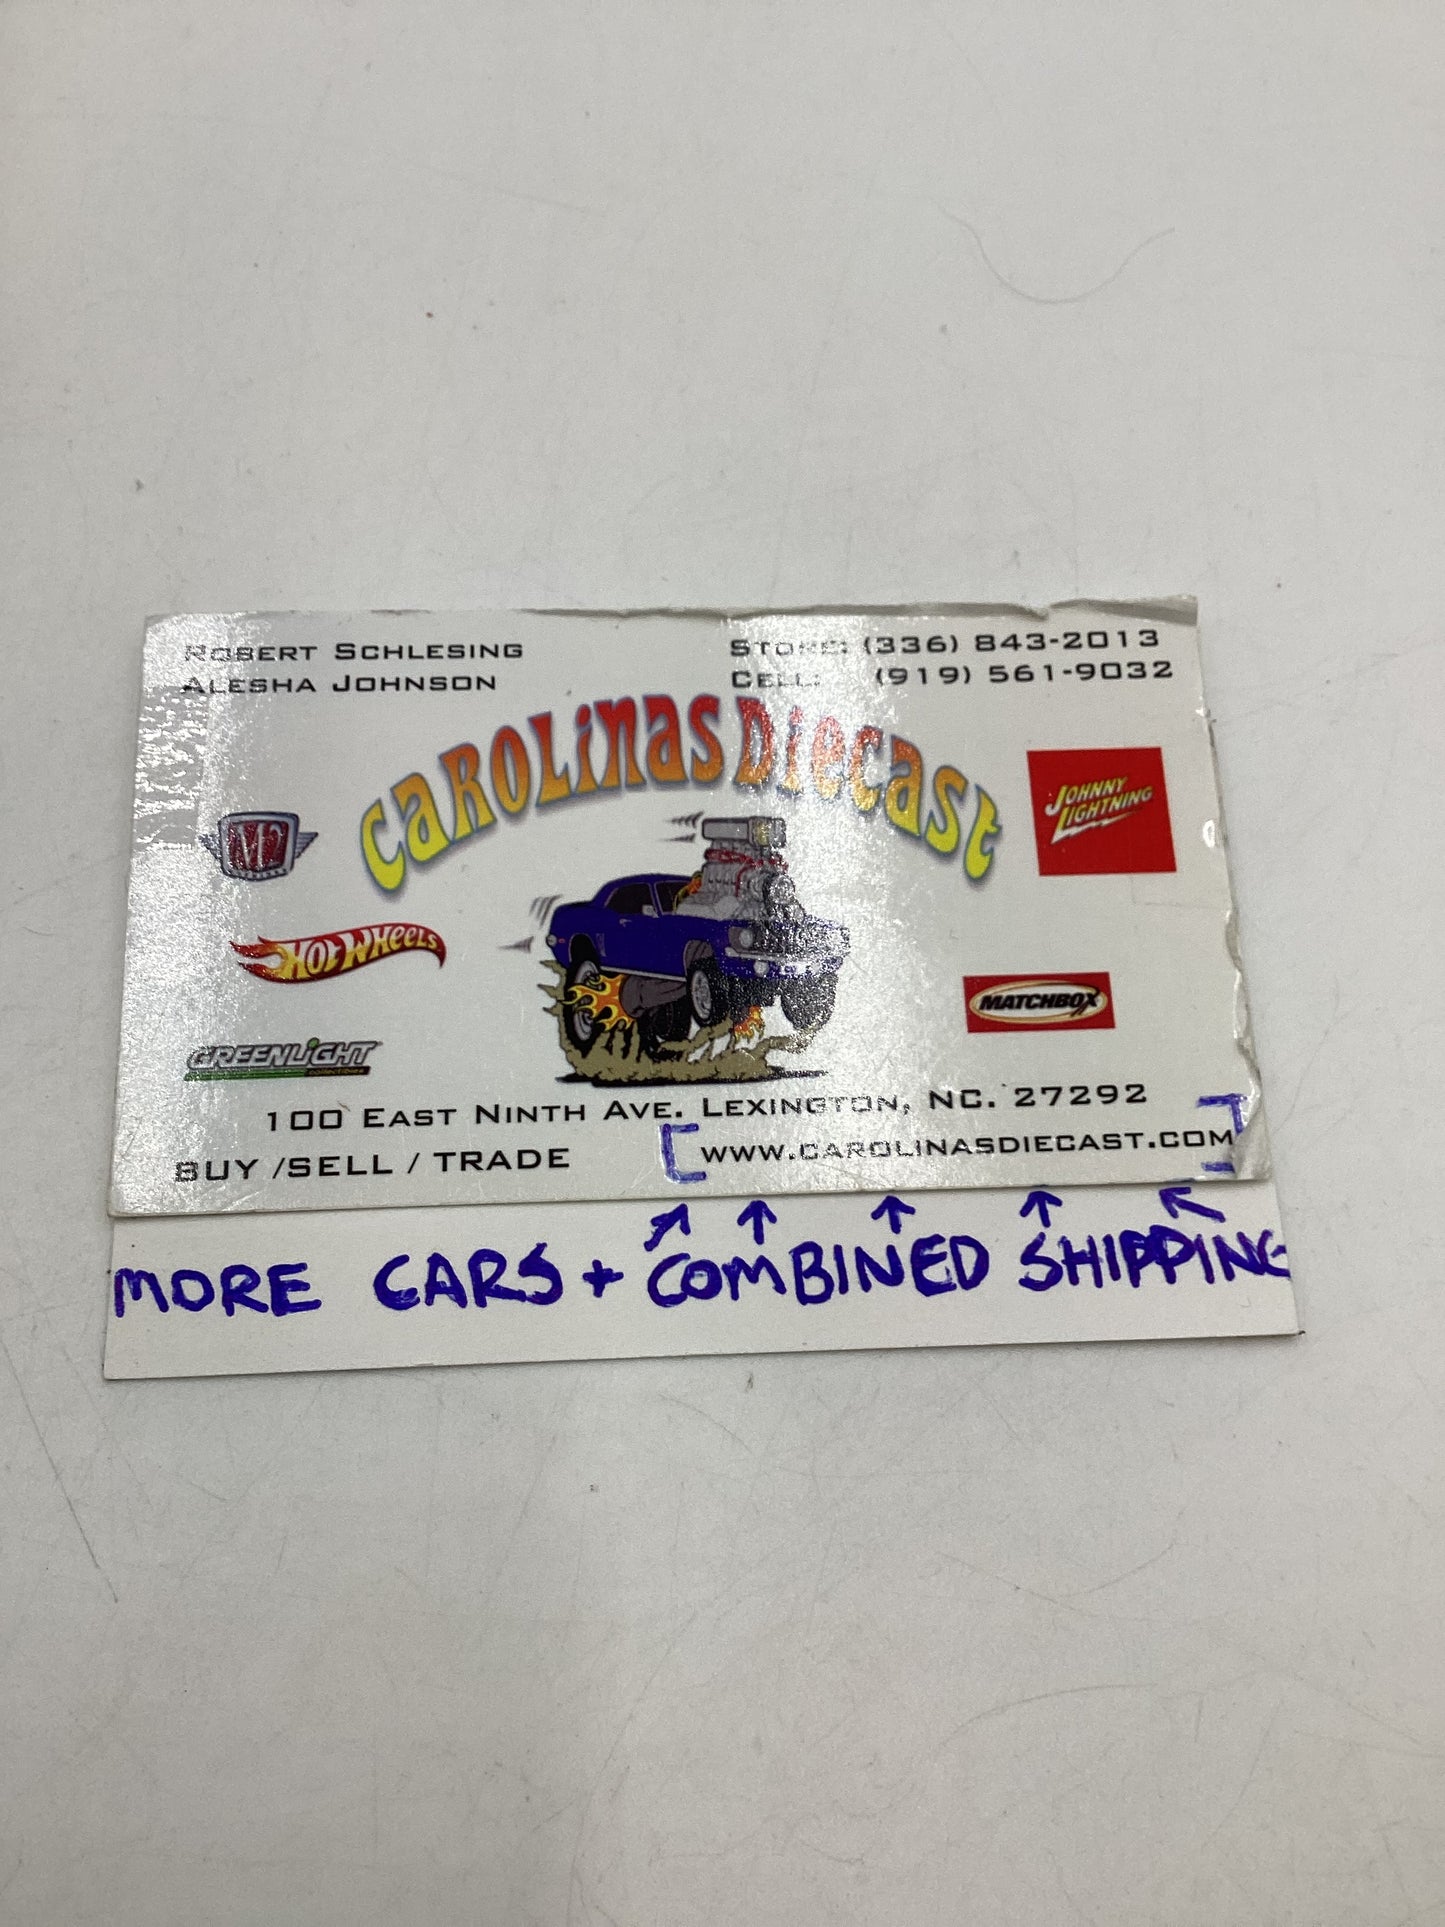 ROBERT SCHLESING
ALESHA JOHNSON
STORE: (336) 843-2013
CELL: (919) 561-9032
CAROLINAS DIECAST
M2
JOHNNY LIGHTNING
HOT WHEELS
MATCHBOX
GREENLIGHT
COLLECTIBLES
100 EAST NINTH AVE. LEXINGTON, NC. 27292
BUY /SELL / TRADE
[WWW.CAROLINASDIECAST.COM]
MORE CARS + COMBINED SHIPPING